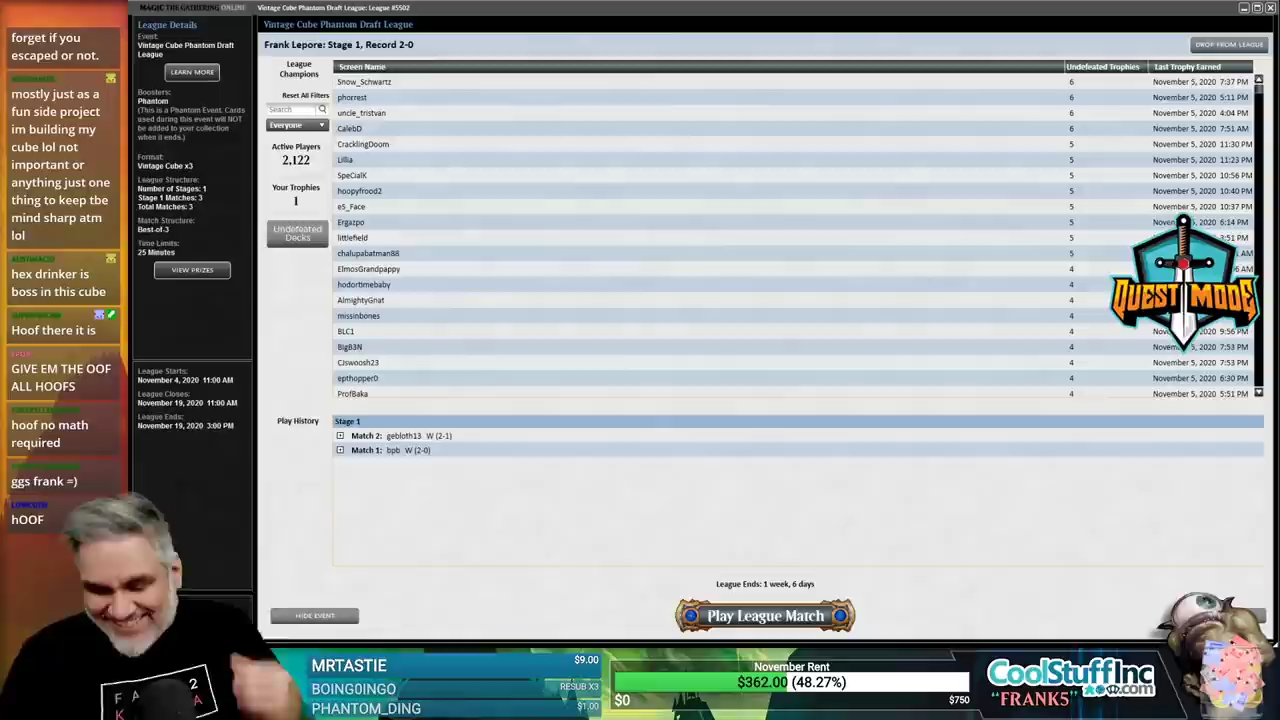 MAGIC THE GATHERING ONLINE
Vintage Cube Phantom Draft League: League #5502
forget if you
escaped or not.
mostly just as a
fun side project
im building my
cube lol not
important or
anything just one
thing to keep tbe
mind sharp atm
lol
hex drinker is
boss in this cube
Hoof there it is
GIVE EM THE OOF
ALL HOOFS
hoof no math
required
ggs frank =)
hOOF
League Details
Event:
Vintage Cube Phantom Draft
League
LEARN MORE
Boosters:
Phantom
(This is a Phantom Event. Cards
used during this event will NOT
be added to your collection
when it ends.)
Format:
Vintage Cube x3
League Structure:
Number of Stages: 1
Stage 1 Matches: 3
Total Matches: 3
Match Structure:
Best-of-3
Time Limits:
25 Minutes
VIEW PRIZES
League Starts:
November 4, 2020 11:00 AM
League Closes:
November 19, 2020 11:00 AM
League Ends:
November 19, 2020 3:00 PM
Vintage Cube Phantom Draft League
Frank Lepore: Stage 1, Record 2-0
DROP FROM LEAGUE
League
Champions
Reset All Filters
Search
Everyone
Active Players
2,122
Your Trophies
1
Undefeated
Decks
Screen Name Undefeated Trophies Last Trophy Earned
Snow_Schwartz 6 November 5, 2020 7:37 PM
phorrest 6 November 5, 2020 5:11 PM
uncle_tristvan 6 November 5, 2020 4:04 PM
CalebD 6 November 5, 2020 7:51 AM
CracklingDoom 5 November 5, 2020 11:30 PM
Lillia 5 November 5, 2020 11:23 PM
SpeCialK 5 November 5, 2020 10:56 PM
hoopyfrood2 5 November 5, 2020 10:40 PM
eS_Face 5 November 5, 2020 10:37 PM
Ergazpo 5 5, 2020 6:14 PM
littlefield 5 3:51 PM
chalupabatman88 5 AM
ElmosGrandpappy 4 AM
hodortimebaby 4
AlmightyGnat 4
missinbones 4
BLC1 4 9:56 PM
BigB3N 4 5, 2020 7:53 PM
CJswoosh23 4 November 5, 2020 7:53 PM
epthopper0 4 November 5, 2020 6:30 PM
ProfBaka 4 November 5, 2020 5:51 PM
QUEST MODE
Play History
Stage 1
Match 2: gebloth13 W (2-1)
Match 1: bpb W (2-0)
League Ends: 1 week, 6 days
HIDE EVENT
Play League Match
MRTASTIE $9.00
BOING0INGO RESUB X3
PHANTOM_DING $1.00
November Rent
$362.00 (48.27%)
$0
$750
CoolStuffInc
.com
"FRANK5"